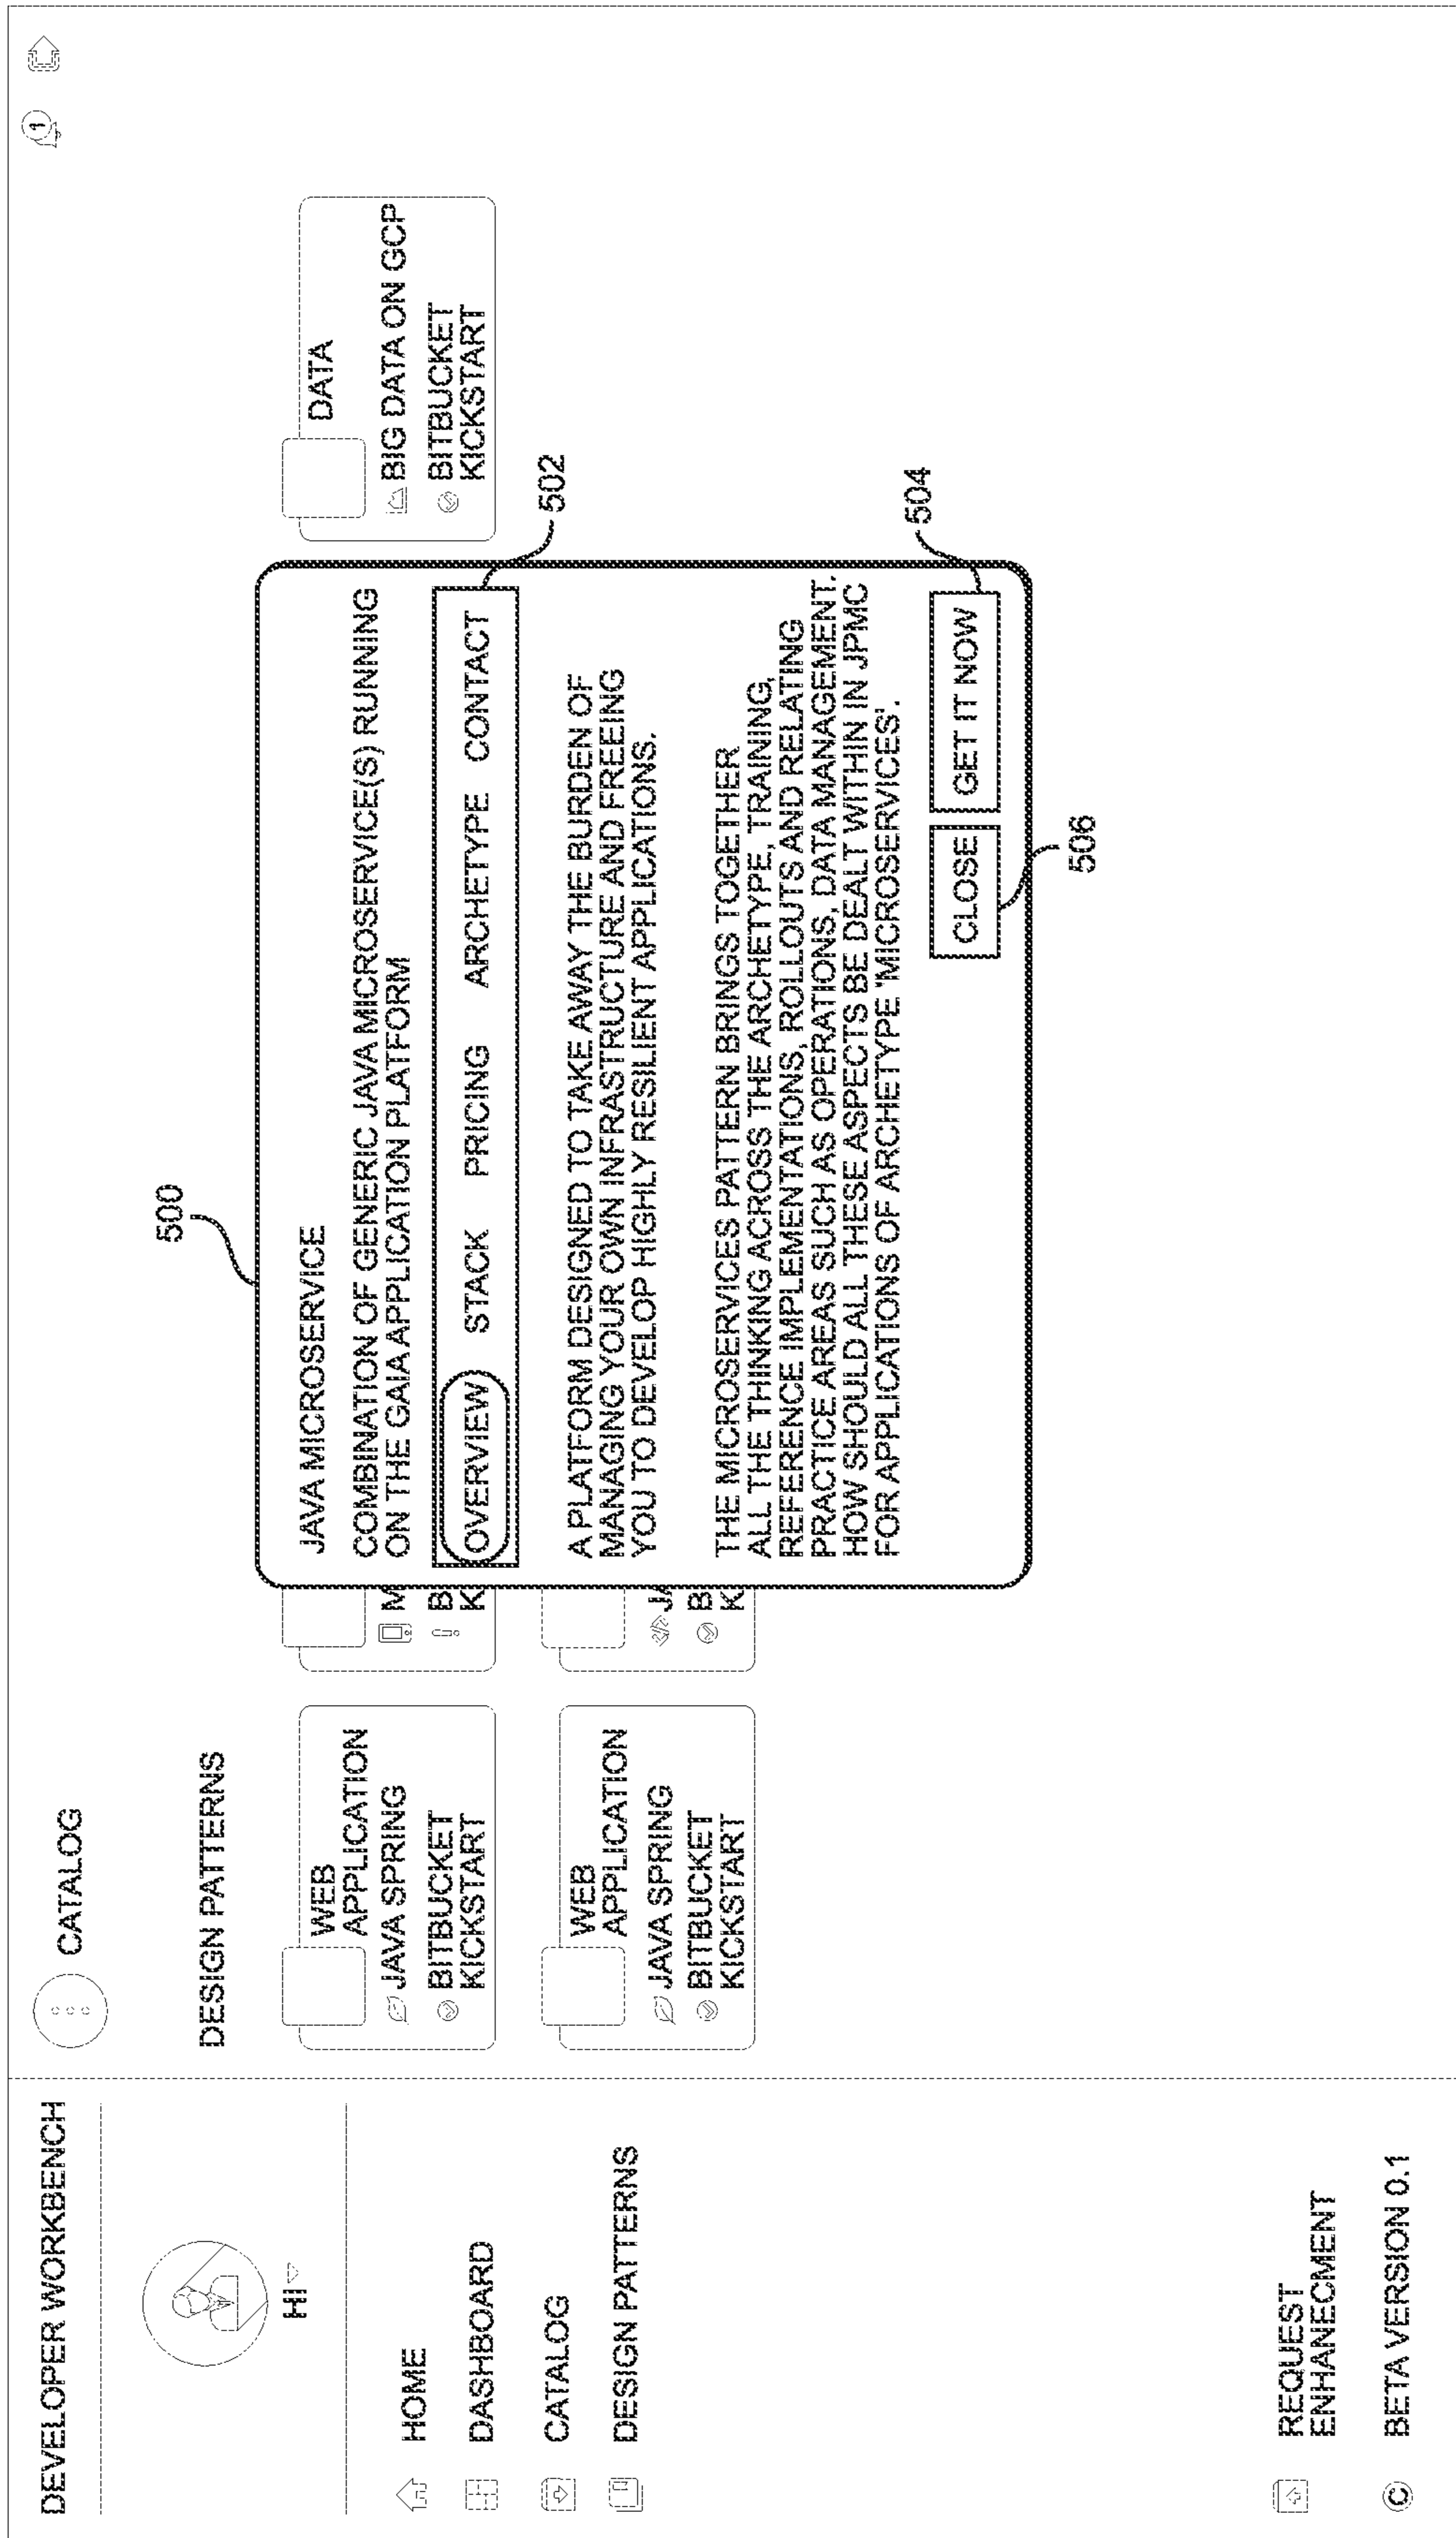 DEVELOPER WORKBENCH
HI
HOME
DASHBOARD
CATALOG
DESIGN PATTERNS
REQUEST
ENHANECMENT
© BETA VERSION 0.1
CATALOG
1
DESIGN PATTERNS
WEB
APPLICATION
JAVA SPRING
BITBUCKET
KICKSTART
M
B
K
DATA
BIG DATA ON GCP
BITBUCKET
KICKSTART
WEB
APPLICATION
JAVA SPRING
BITBUCKET
KICKSTART
JA
B
K
500
JAVA MICROSERVICE
COMBINATION OF GENERIC JAVA MICROSERVICE(S) RUNNING
ON THE GAIA APPLICATION PLATFORM
OVERVIEW STACK PRICING ARCHETYPE CONTACT
502
A PLATFORM DESIGNED TO TAKE AWAY THE BURDEN OF
MANAGING YOUR OWN INFRASTRUCTURE AND FREEING
YOU TO DEVELOP HIGHLY RESILIENT APPLICATIONS.
THE MICROSERVICES PATTERN BRINGS TOGETHER
ALL THE THINKING ACROSS THE ARCHETYPE, TRAINING,
REFERENCE IMPLEMENTATIONS, ROLLOUTS AND RELATING
PRACTICE AREAS SUCH AS OPERATIONS, DATA MANAGEMENT.
HOW SHOULD ALL THESE ASPECTS BE DEALT WITHIN IN JPMC
FOR APPLICATIONS OF ARCHETYPE 'MICROSERVICES'.
CLOSE GET IT NOW
504
506